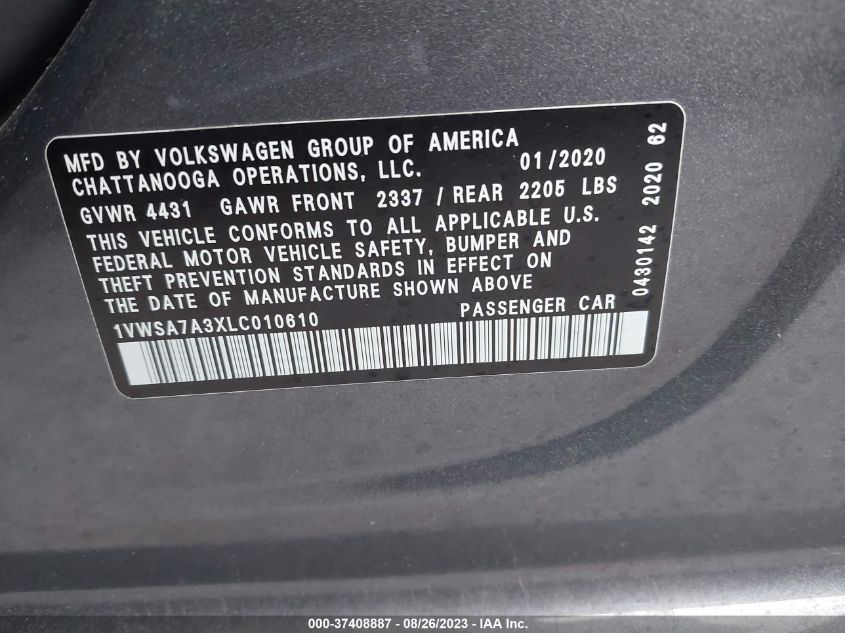 MFD BY VOLKSWAGEN GROUP OF AMERICA
CHATTANOOGA OPERATIONS, LLC. 01/2020
GVWR 4431 GAWR FRONT 2337 / REAR 2205 LBS
THIS VEHICLE CONFORMS TO ALL APPLICABLE U.S.
FEDERAL MOTOR VEHICLE SAFETY, BUMPER AND
THEFT PREVENTION STANDARDS IN EFFECT ON
THE DATE OF MANUFACTURE SHOWN ABOVE
1VWSA7A3XLC010610 PASSENGER CAR
0430142 2020 62
000-37408887 - 08/26/2023 - IAA Inc.